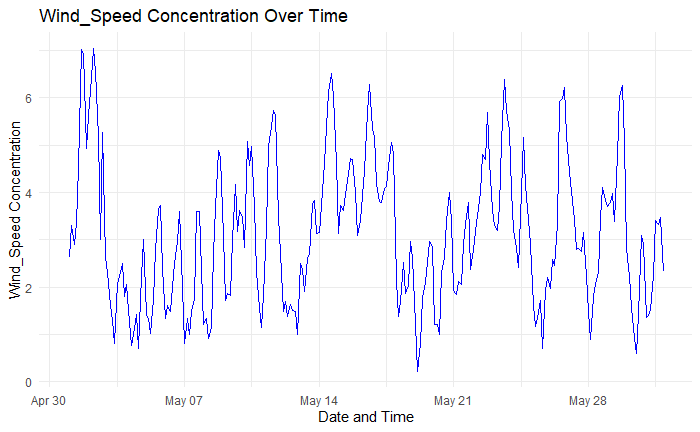 Wind_Speed Concentration Over Time
Wind_Speed Concentration
6
4
2
0
Apr 30 May 07 May 14 May 21 May 28
Date and Time